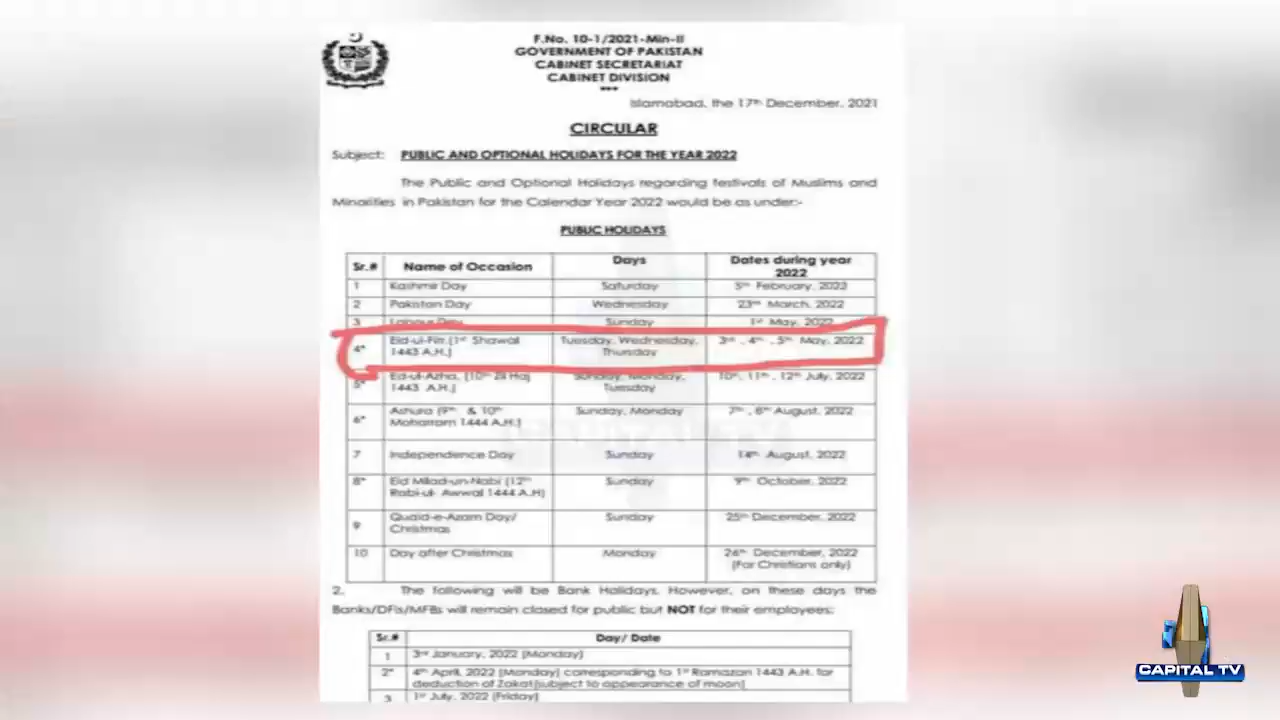 F.No. 10-1/2021-Min-II
GOVERNMENT OF PAKISTAN
CABINET SECRETARIAT
CABINET DIVISION
***
Islamabad, the 17th December, 2021
CIRCULAR
Subject: PUBLIC AND OPTIONAL HOLIDAYS FOR THE YEAR 2022
The Public and Optional Holidays regarding festivals of Muslims and
Minorities in Pakistan for the Calendar Year 2022 would be as under:-
PUBLIC HOLIDAYS
Sr.# Name of Occasion Days Dates during year
2022
1 Kashmir Day Saturday 5th February, 2022
2 Pakistan Day Wednesday 23rd March, 2022
3 Labour Day Sunday 1st May, 2022
4* Eid-ul-Fitr,(1st Shawal Tuesday, Wednesday, 3rd, 4th, 5th May, 2022
1443 A.H.) Thursday
5* Eid-ul-Azha, (10th Zil Haj Sunday, Monday, 10th, 11th, 12th July, 2022
1443 A.H.) Tuesday
6* Ashura (9th & 10th Sunday, Monday 7th, 8th August, 2022
Moharram 1444 A.H.)
7 Independence Day Sunday 14th August, 2022
8* Eid Milad-un-Nabi (12th Sunday 9th October, 2022
Rabi-ul- Awwal 1444 A.H)
9 Quaid-e-Azam Day/ Sunday 25th December, 2022
Christmas
10 Day after Christmas Monday 26th December, 2022
(For Christians only)
2. The following will be Bank Holidays. However, on these days the
Banks/DFIs/MFBs will remain closed for public but NOT for their employees:
Sr.# Day/ Date
1 3rd January, 2022 (Monday)
2* 4th April, 2022 (Monday) corresponding to 1st Ramazan 1443 A.H. for
deduction of Zakat(subject to appearance of moon)
3 1st July, 2022 (Friday)
CAPITAL TV
CAPITAL TV